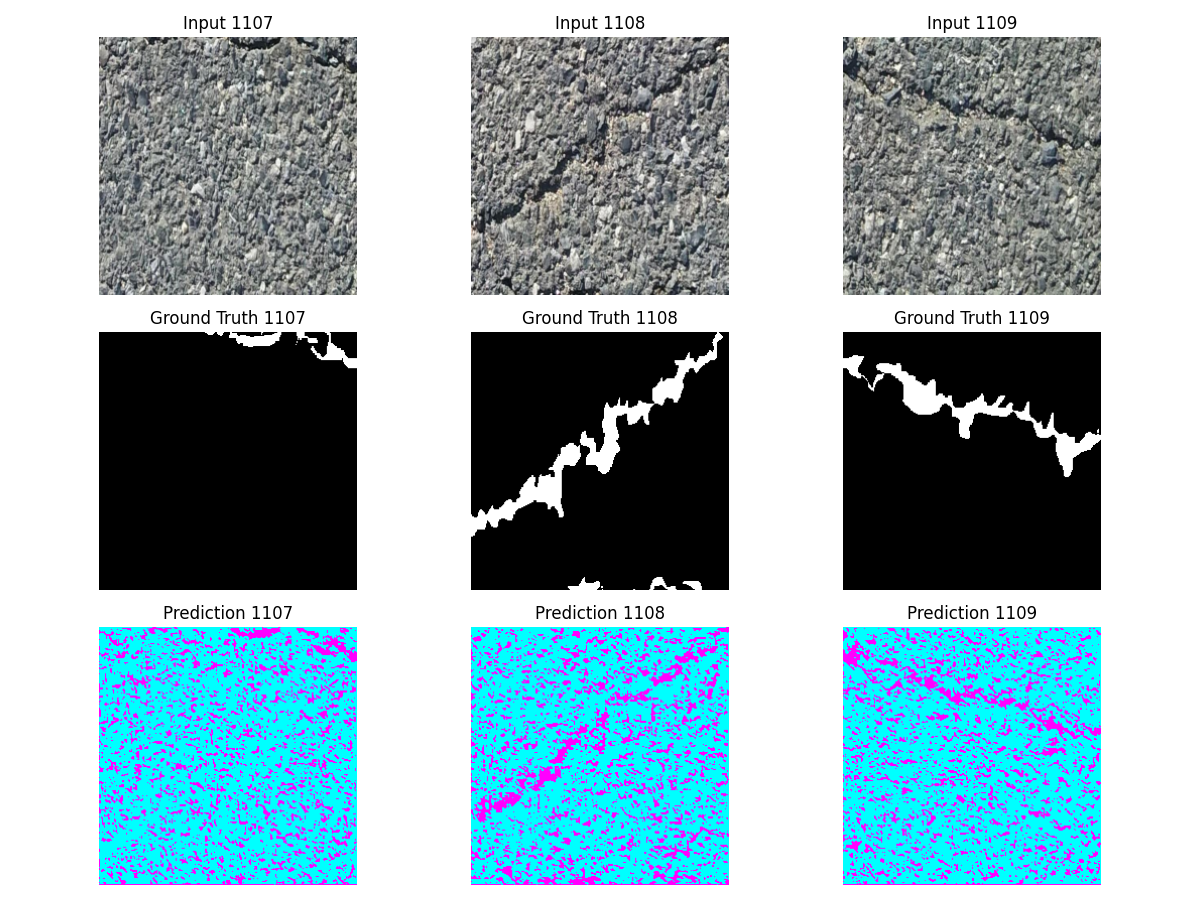 Input 1107
Input 1108
Input 1109
Ground Truth 1107
Ground Truth 1108
Ground Truth 1109
Prediction 1107
Prediction 1108
Prediction 1109